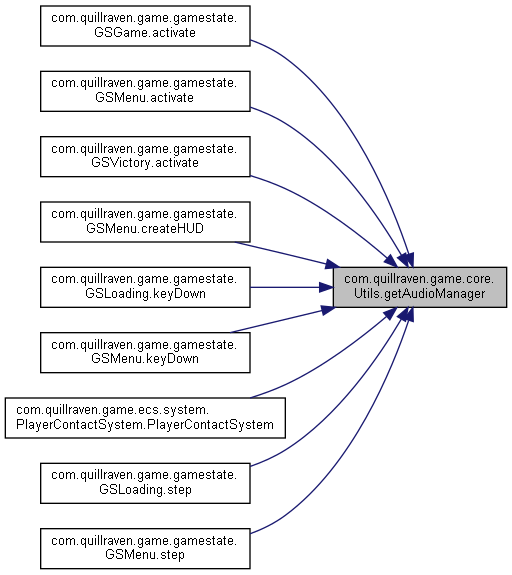 com.quillraven.game.gamestate.
GSGame.activate
com.quillraven.game.gamestate.
GSMenu.activate
com.quillraven.game.gamestate.
GSVictory.activate
com.quillraven.game.gamestate.
GSMenu.createHUD
com.quillraven.game.gamestate.
GSLoading.keyDown
com.quillraven.game.gamestate.
GSMenu.keyDown
com.quillraven.game.ecs.system.
PlayerContactSystem.PlayerContactSystem
com.quillraven.game.gamestate.
GSLoading.step
com.quillraven.game.gamestate.
GSMenu.step
com.quillraven.game.core.
Utils.getAudioManager